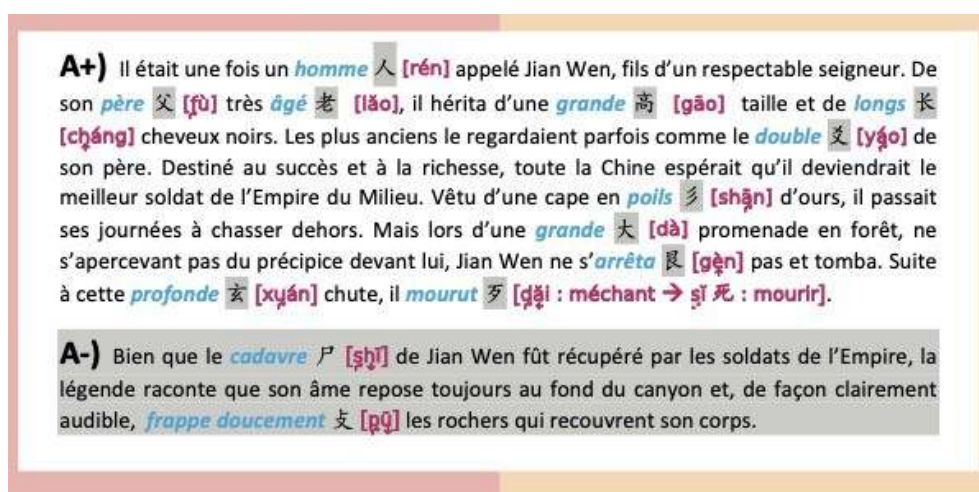 A+) Il était une fois un homme 人 [rén] appelé Jian Wen, fils d'un respectable seigneur. De
son père 父 [fù] très âgé 老 [lǎo], il hérita d'une grande 高 [gāo] taille et de longs 长
[cháng] cheveux noirs. Les plus anciens le regardaient parfois comme le double 爻 [yáo] de
son père. Destiné au succès et à la richesse, toute la Chine espérait qu'il deviendrait le
meilleur soldat de l'Empire du Milieu. Vêtu d'une cape en poils 彡 [shān] d'ours, il passait
ses journées à chasser dehors. Mais lors d'une grande 大 [dà] promenade en forêt, ne
s'apercevant pas du précipice devant lui, Jian Wen ne s'arrêta 艮 [gèn] pas et tomba. Suite
à cette profonde 玄 [xuán] chute, il mourut 歹 [dǎi : méchant → sǐ 死 : mourir].
A-) Bien que le cadavre 尸 [shī] de Jian Wen fût récupéré par les soldats de l'Empire, la
légende raconte que son âme repose toujours au fond du canyon et, de façon clairement
audible, frappe doucement 攴 [pū] les rochers qui recouvrent son corps.